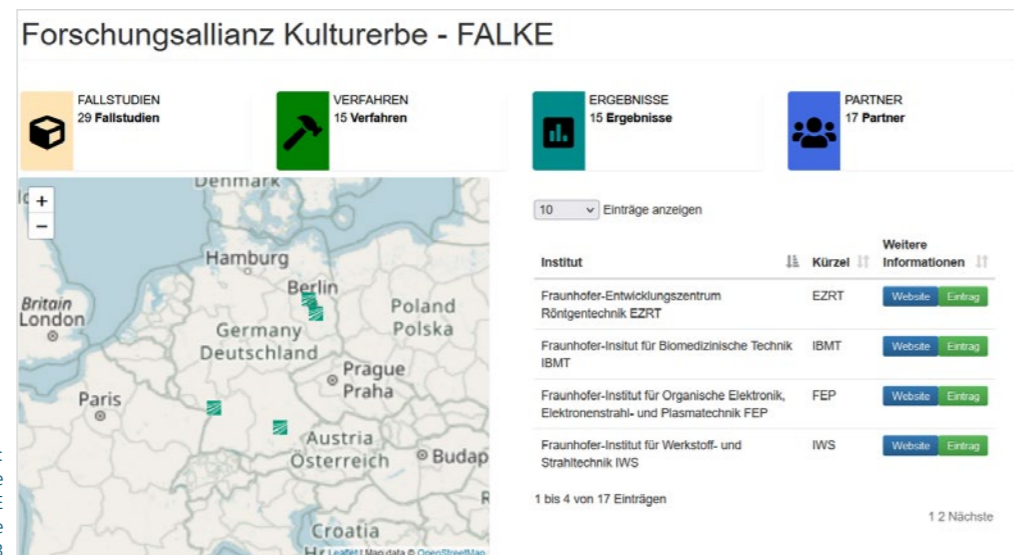 Forschungsallianz Kulturerbe - FALKE
FALLSTUDIEN
29 Fallstudien
VERFAHREN
15 Verfahren
ERGEBNISSE
15 Ergebnisse
PARTNER
17 Partner
+
−
Denmark
Hamburg
Berlin
Britain
London
Poland
Polska
Germany
Deutschland
Prague
Praha
Paris
Austria
Österreich
Budap
Croatia
Leaflet | Map data © OpenStreetMap
10 Einträge anzeigen
Institut Kürzel Weitere
Informationen
Fraunhofer-Entwicklungszentrum
Röntgentechnik EZRT
EZRT Website Eintrag
Fraunhofer-Insitut für Biomedizinische Technik
IBMT
IBMT Website Eintrag
Fraunhofer-Institut für Organische Elektronik,
Elektronenstrahl- und Plasmatechnik FEP
FEP Website Eintrag
Fraunhofer-Institut für Werkstoff- und
Strahltechnik IWS
IWS Website Eintrag
1 bis 4 von 17 Einträgen
1 2 Nächste